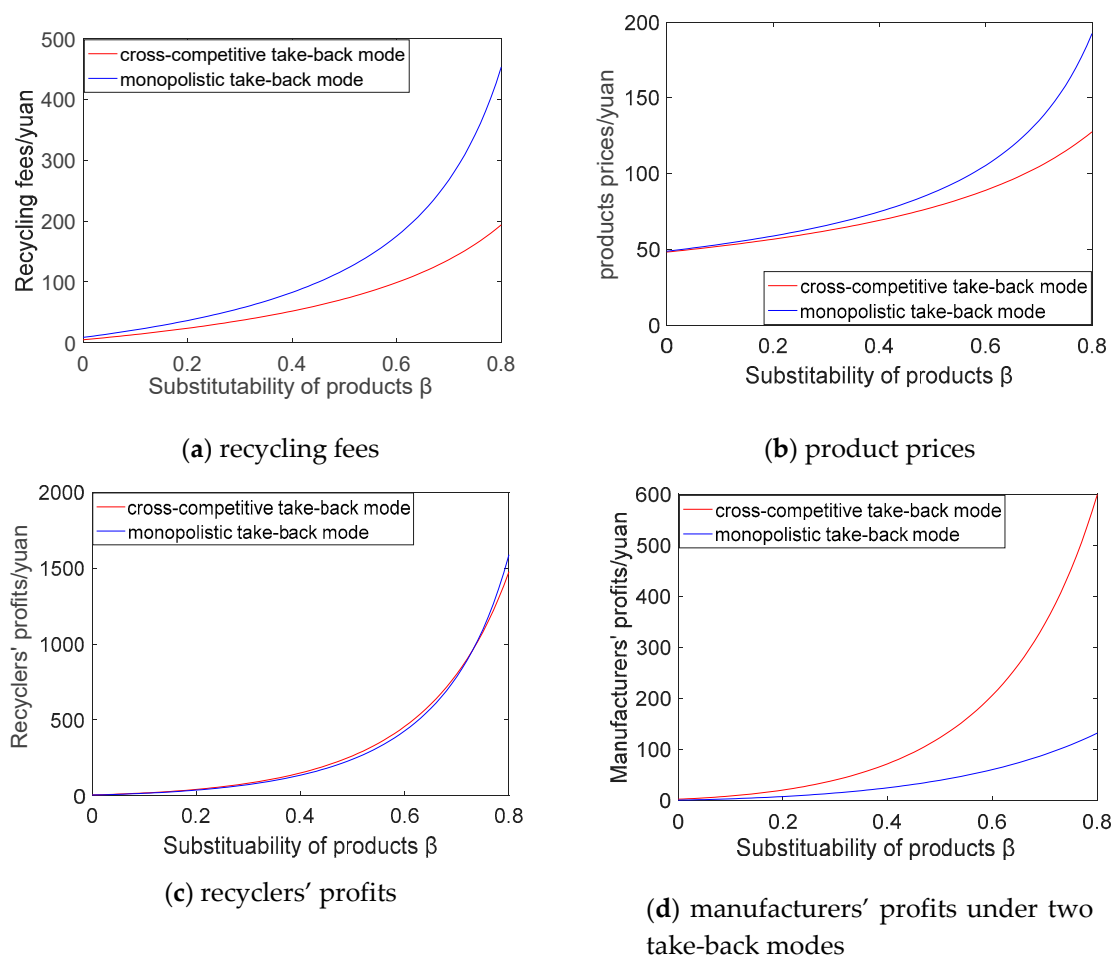 500
400
300
200
100
0
Recycling fees/yuan
cross-competitive take-back mode
monopolistic take-back mode
0 0.2 0.4 0.6 0.8
Substitutability of products β
(a) recycling fees
200
150
100
50
0
products prices/yuan
cross-competitive take-back mode
monopolistic take-back mode
0 0.2 0.4 0.6 0.8
Substitability of products β
(b) product prices
2000
1500
1000
500
0
Recyclers' profits/yuan
cross-competitive take-back mode
monopolistic take-back mode
0 0.2 0.4 0.6 0.8
Substituability of products β
(c) recyclers’ profits
600
500
400
300
200
100
0
Manufacturers' profits/yuan
cross-competitive take-back mode
monopolistic take-back mode
0 0.2 0.4 0.6 0.8
Substituability of products β
(d) manufacturers’ profits under two
take-back modes